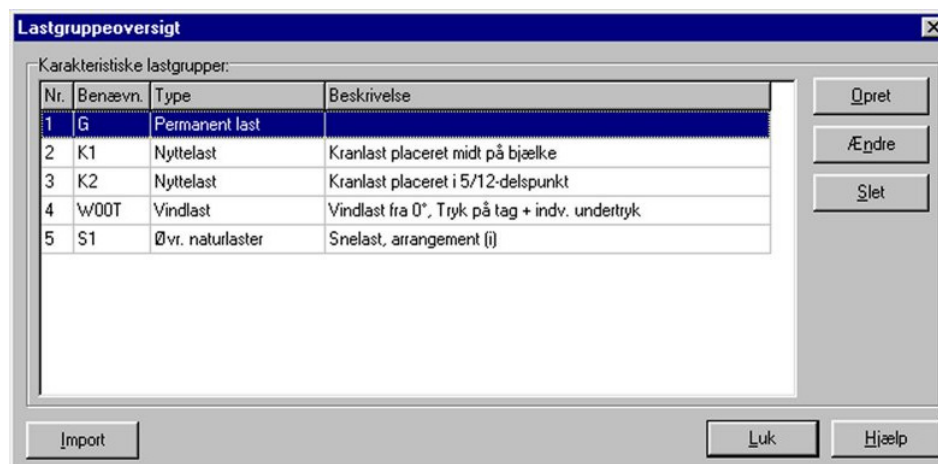 Lastgruppeoversigt
Karakteristiske lastgrupper:
Nr. Benævn. Type Beskrivelse
1 G Permanent last
2 K1 Nyttelast Kranlast placeret midt på bjælke
3 K2 Nyttelast Kranlast placeret i 5/12-delspunkt
4 W00T Vindlast Vindlast fra 0°, Tryk på tag + indv. undertryk
5 S1 Øvr. naturlaster Snelast, arrangement (i)
Opret
Ændre
Slet
Import
Luk
Hjælp